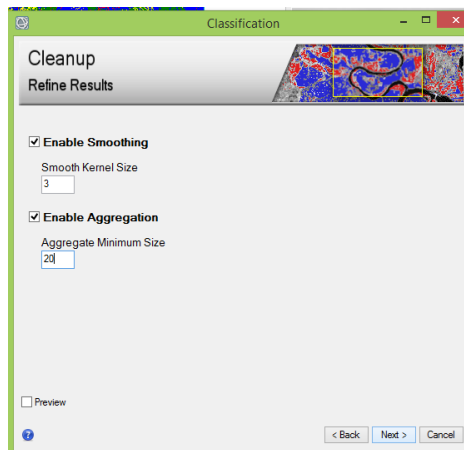 Classification
Cleanup
Refine Results
Enable Smoothing
Smooth Kernel Size
3
Enable Aggregation
Aggregate Minimum Size
20
Preview
?
< Back Next > Cancel